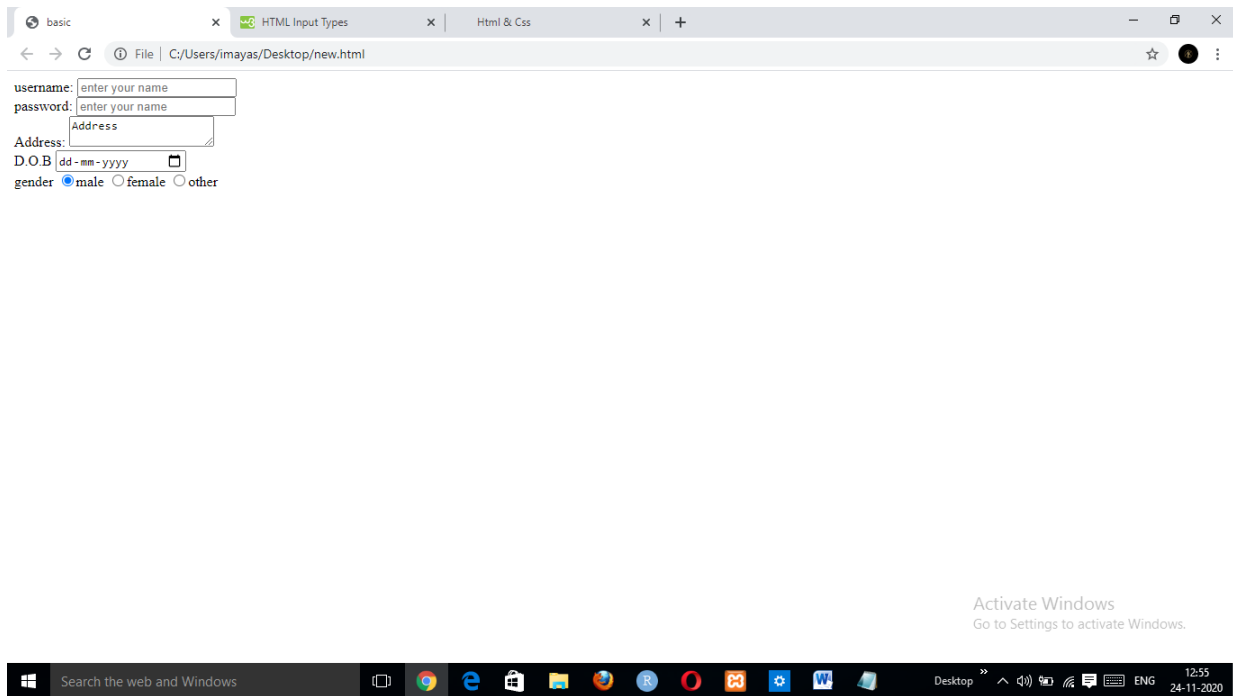 basic HTML Input Types Html & Css
File C:/Users/imayas/Desktop/new.html
username: enter your name
password: enter your name
Address: Address
D.O.B dd-mm-yyyy
gender male female other
Activate Windows
Go to Settings to activate Windows.
Search the web and Windows R W Desktop ENG 12:55
24-11-2020